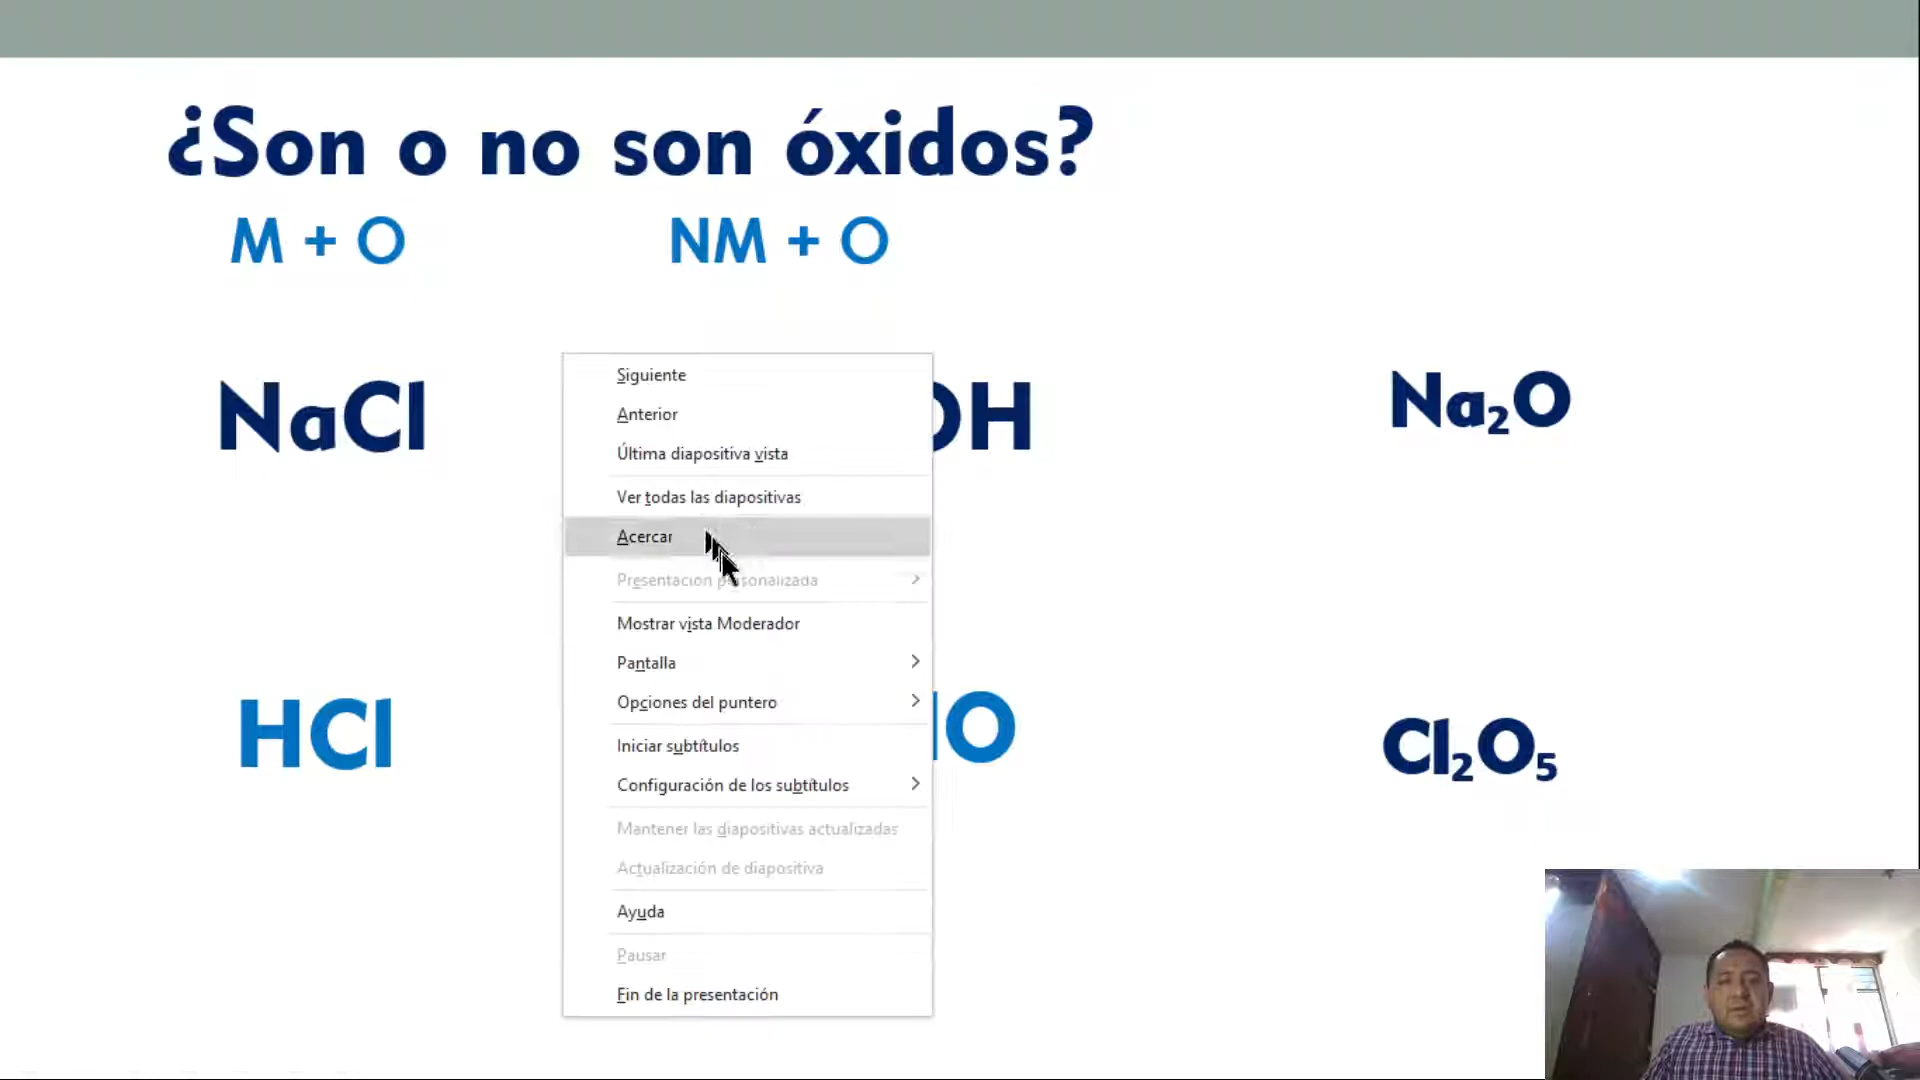 ¿Son o no son óxidos?
M + O
NM + O
NaCl
OH
Na₂O
HCl
O
Cl₂O₅
Siguiente
Anterior
Última diapositiva vista
Ver todas las diapositivas
Acercar
Presentación personalizada
Mostrar vista Moderador
Pantalla
Opciones del puntero
Iniciar subtítulos
Configuración de los subtítulos
Mantener las diapositivas actualizadas
Actualización de diapositiva
Ayuda
Pausar
Fin de la presentación